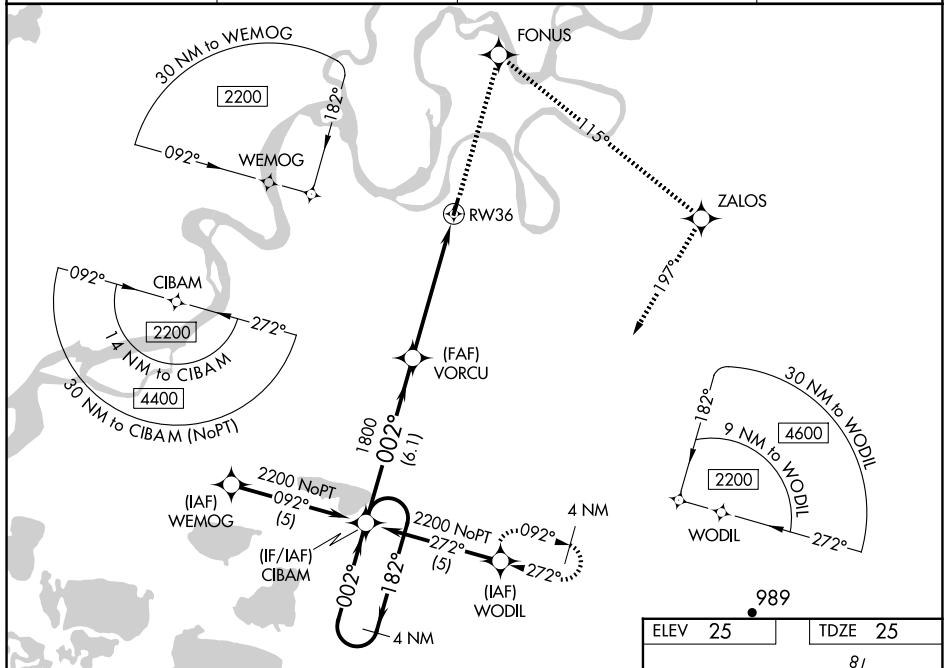 FONUS
30 NM to WEMOG
2200
182°
092°
WEMOG
115°
ZALOS
RW36
197°
092°
CIBAM
272°
2200
14 NM to CIBAM
4400
30 NM to CIBAM (NoPT)
(FAF)
VORCU
1800
002°
(6.1)
30 NM to WODIL
4600
182°
9 NM to WODIL
2200
WODIL
272°
(IAF)
WEMOG
2200 NoPT
092°
(5)
(IF/IAF)
CIBAM
2200 NoPT
272°
(5)
092°
4 NM
272°
(IAF)
WODIL
002°
182°
4 NM
989
ELEV 25
TDZE 25